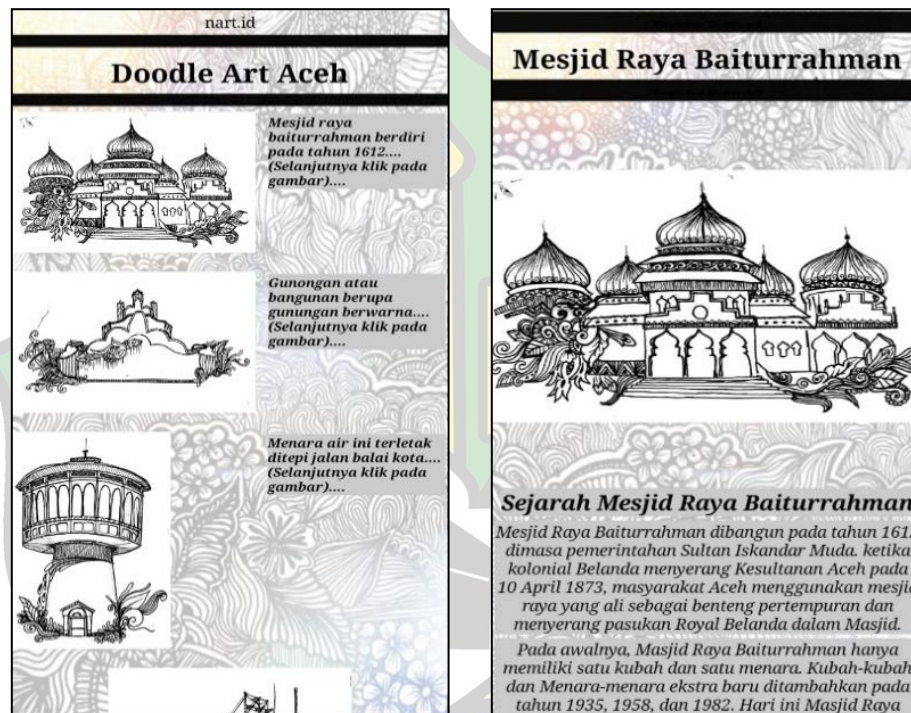 nart.id
Doodle Art Aceh
Mesjid raya
baiturrahman berdiri
pada tahun 1612....
(Selanjutnya klik pada
gambar)....
Gunongan atau
bangunan berupa
gunungan berwarna....
(Selanjutnya klik pada
gambar)....
Menara air ini terletak
ditepi jalan balai kota....
(Selanjutnya klik pada
gambar)....
Mesjid Raya Baiturrahman
Sejarah Mesjid Raya Baiturrahman
Mesjid Raya Baiturrahman dibangun pada tahun 1612
dimasa pemerintahan Sultan Iskandar Muda. ketika
kolonial Belanda menyerang Kesultanan Aceh pada
10 April 1873, masyarakat Aceh menggunakan mesjid
raya yang ali sebagai benteng pertempuran dan
menyerang pasukan Royal Belanda dalam Masjid.
Pada awalnya, Masjid Raya Baiturrahman hanya
memiliki satu kubah dan satu menara. Kubah-kubah
dan Menara-menara ekstra baru ditambahkan pada
tahun 1935, 1958, dan 1982. Hari ini Masjid Raya